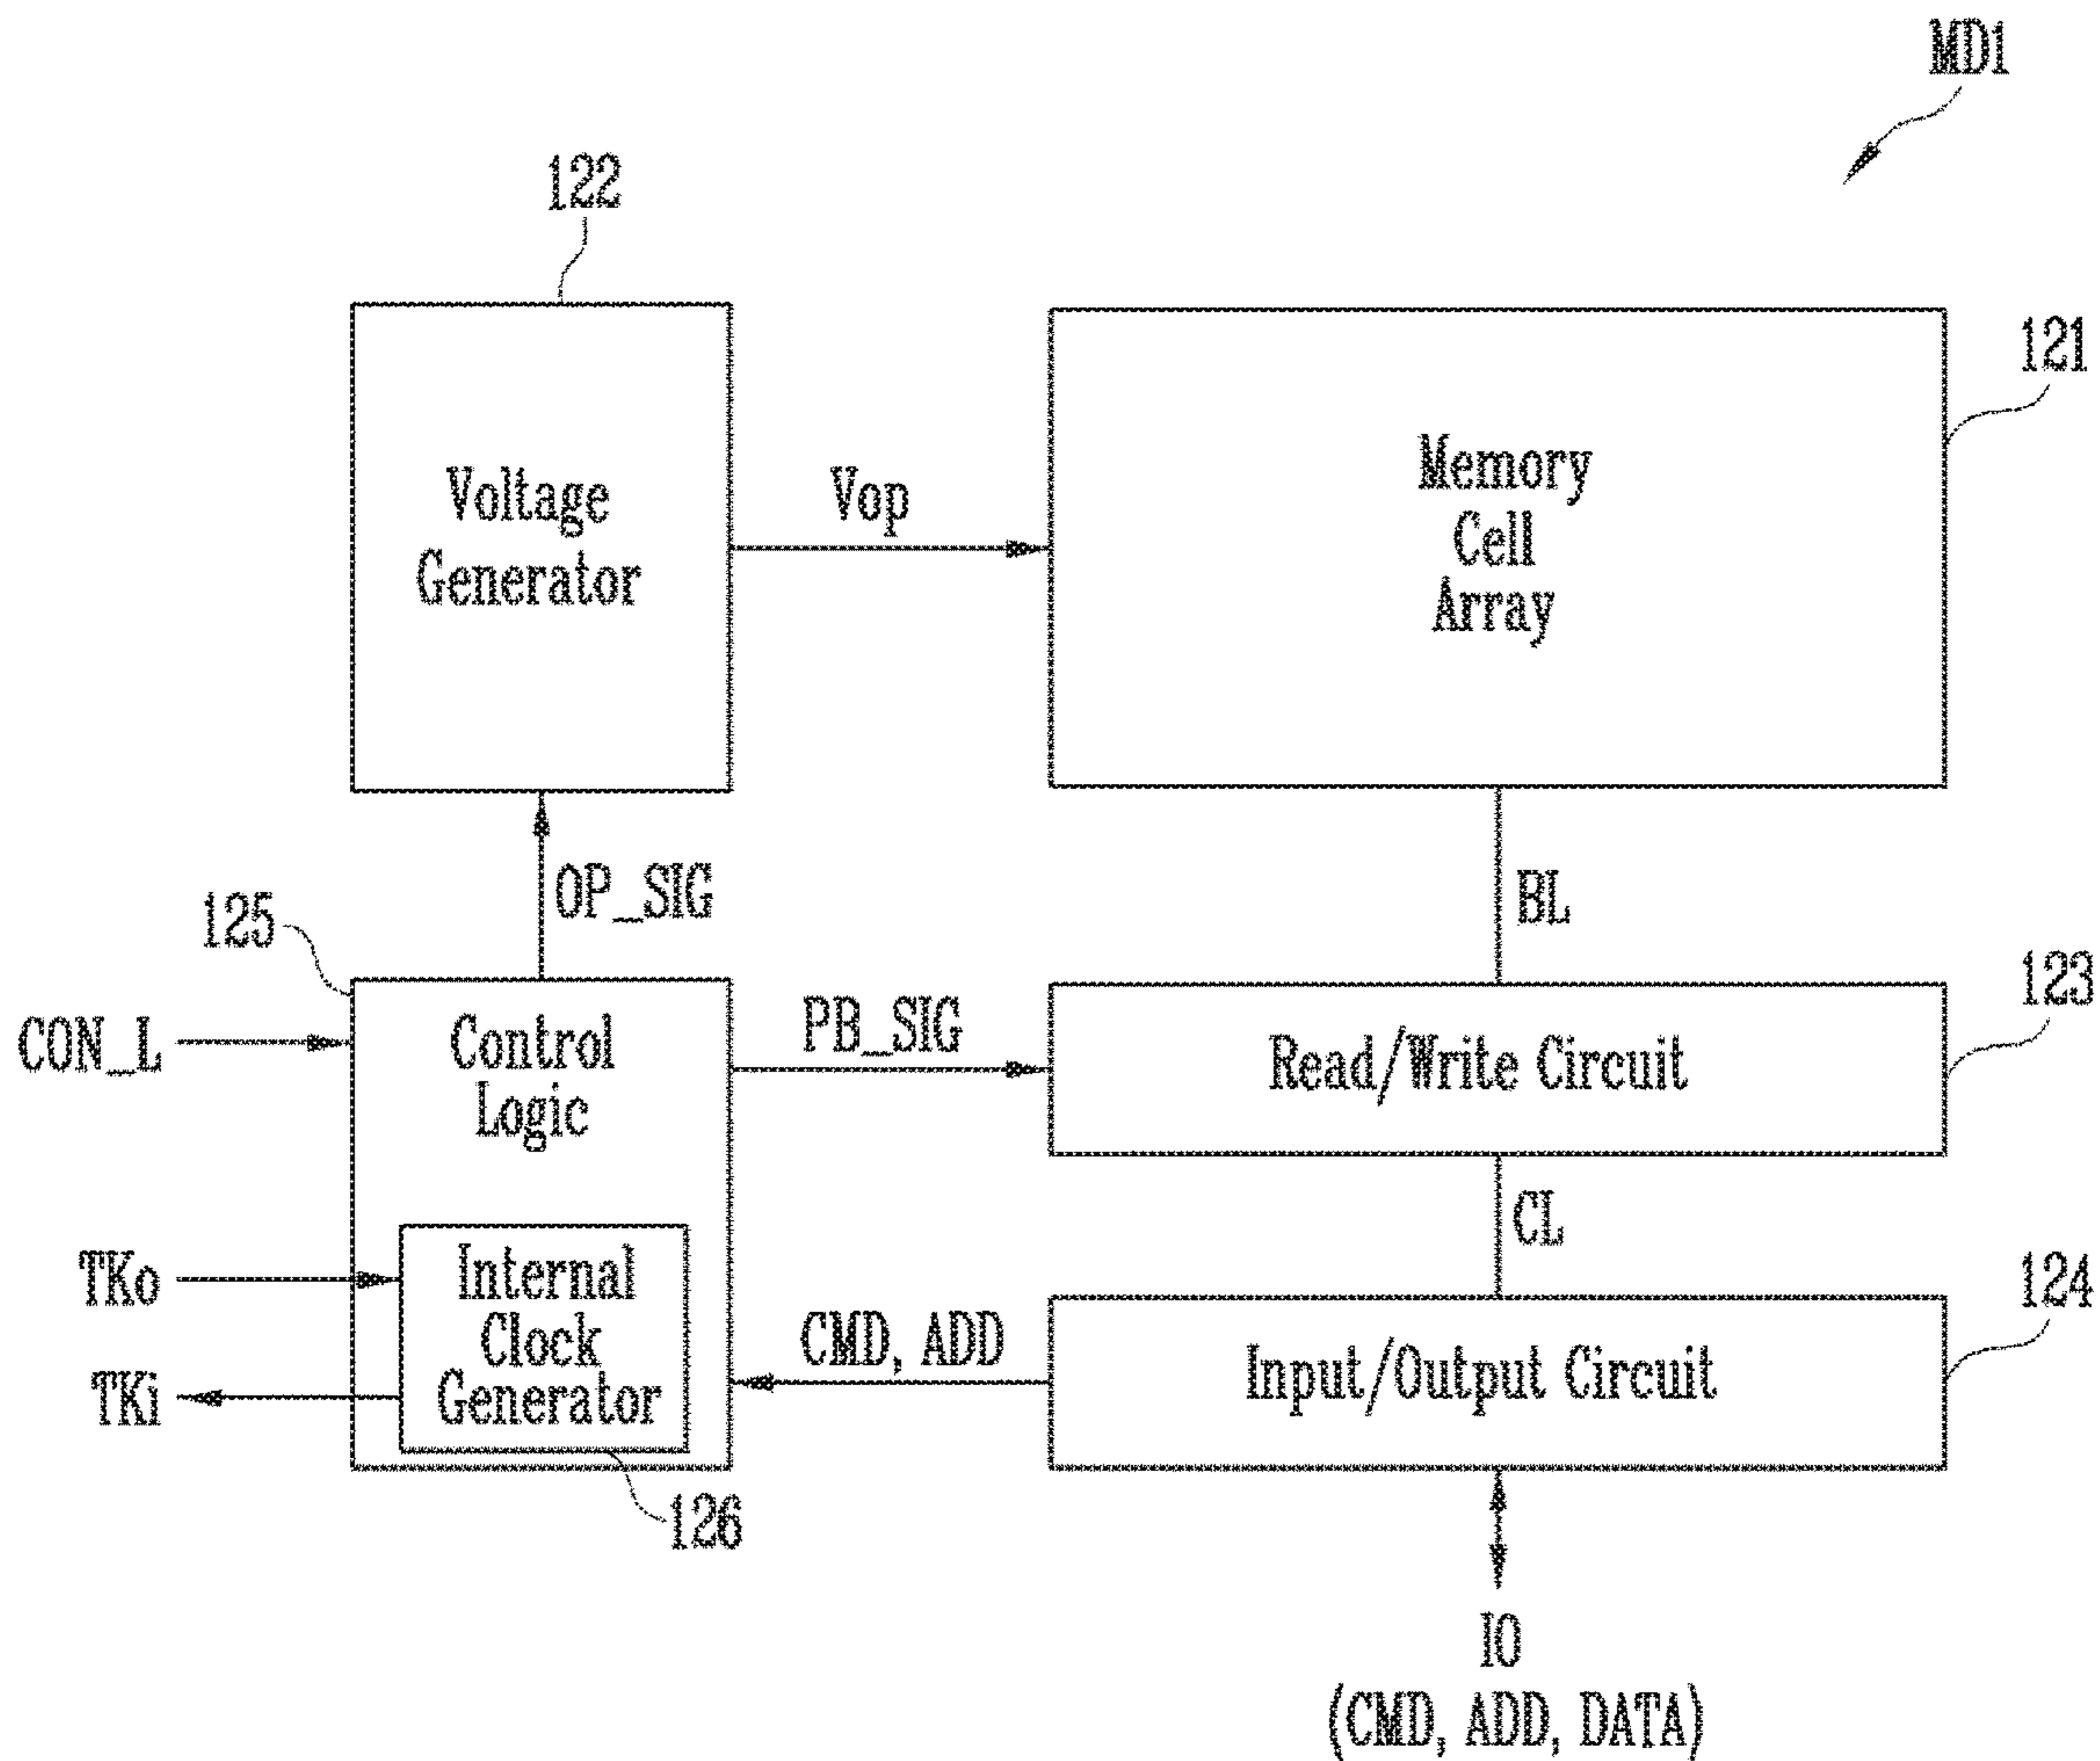 MD1
122
121
Voltage
Generator
Vop
Memory
Cell
Array
OP_SIG
BL
125
123
CON_L
Control
Logic
PB_SIG
Read/Write Circuit
CL
TKo
TKi
Internal
Clock
Generator
CMD, ADD
124
Input/Output Circuit
126
IO
(CMD, ADD, DATA)